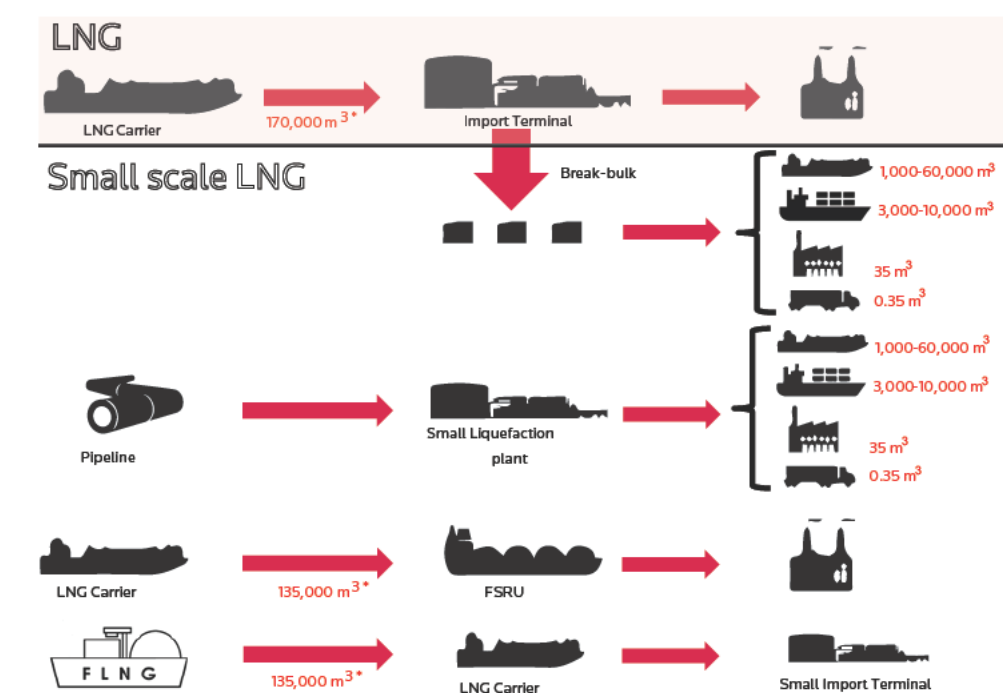 LNG
LNG Carrier
170,000 m³*
Import Terminal
Small scale LNG
Break-bulk
1,000-60,000 m³
3,000-10,000 m³
35 m³
0.35 m³
Pipeline
Small Liquefaction
plant
1,000-60,000 m³
3,000-10,000 m³
35 m³
0.35 m³
LNG Carrier
135,000 m³*
FSRU
FLNG
135,000 m³*
LNG Carrier
Small Import Terminal